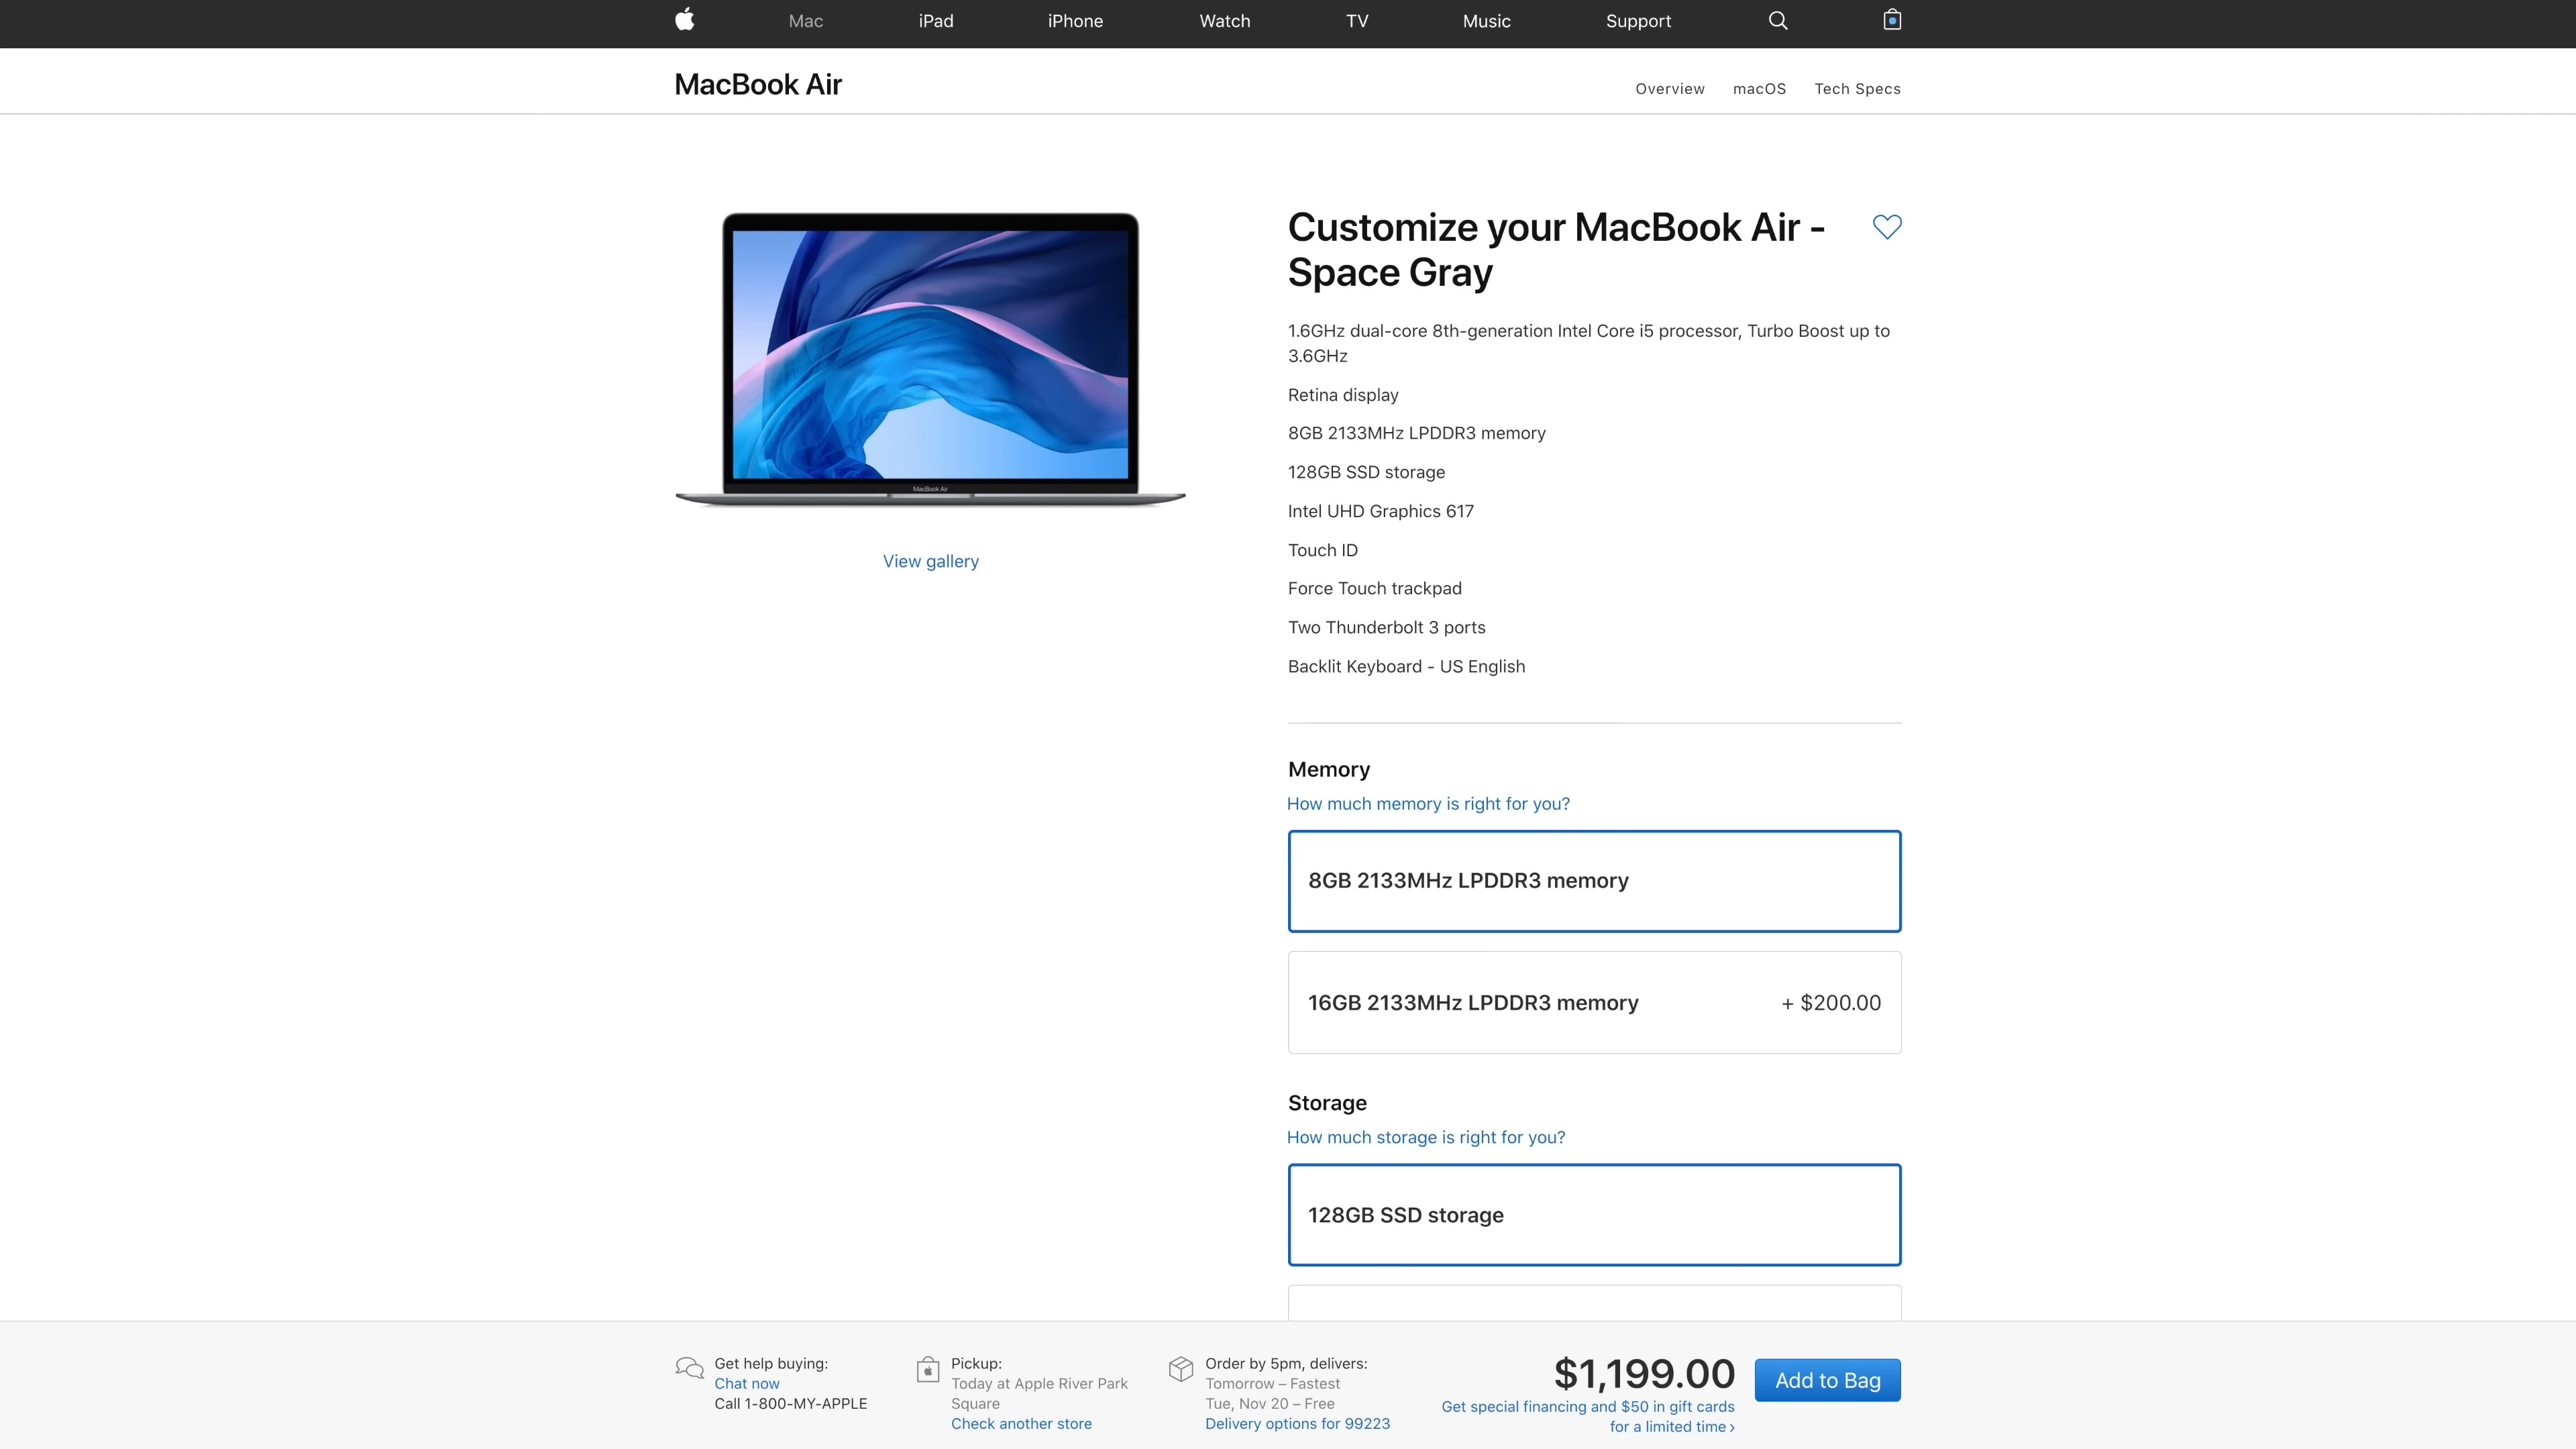 Mac
iPad
iPhone
Watch
TV
Music
Support
MacBook Air
Overview
macOS
Tech Specs
MacBook Air
View gallery
Customize your MacBook Air -
Space Gray
1.6GHz dual-core 8th-generation Intel Core i5 processor, Turbo Boost up to
3.6GHz
Retina display
8GB 2133MHz LPDDR3 memory
128GB SSD storage
Intel UHD Graphics 617
Touch ID
Force Touch trackpad
Two Thunderbolt 3 ports
Backlit Keyboard - US English
Memory
How much memory is right for you?
8GB 2133MHz LPDDR3 memory
16GB 2133MHz LPDDR3 memory + $200.00
Storage
How much storage is right for you?
128GB SSD storage
Get help buying:
Chat now
Call 1-800-MY-APPLE
Pickup:
Today at Apple River Park
Square
Check another store
Order by 5pm, delivers:
Tomorrow – Fastest
Tue, Nov 20 – Free
Delivery options for 99223
$1,199.00
Get special financing and $50 in gift cards
for a limited time ›
Add to Bag